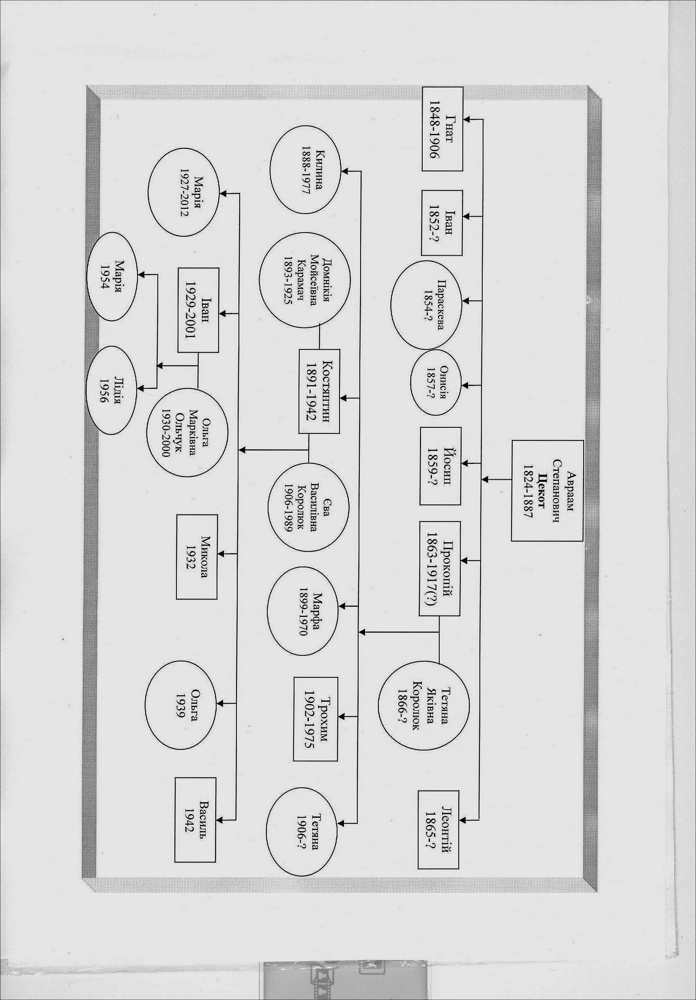 Авраам
Степанович
Цекот
1824-1887
Гнат
1848-1906
Іван
1852-?
Параскева
1854-?
Онисія
1857-?
Йосип
1859-?
Прокопій
1863-1917(?)
Тетяна
Яківна
Королюк
1866-?
Леонтій
1865-?
Килина
1888-1977
Домнікія
Мойсеївна
Карамач
1893-1925
Костянтин
1891-1942
Єва
Василівна
Королюк
1906-1989
Марфа
1899-1970
Трохим
1902-1975
Тетяна
1906-?
Марія
1927-2012
Іван
1929-2001
Ольга
Марківна
Ольчук
1930-2000
Микола
1932
Ольга
1939
Василь
1942
Марія
1954
Лідія
1956